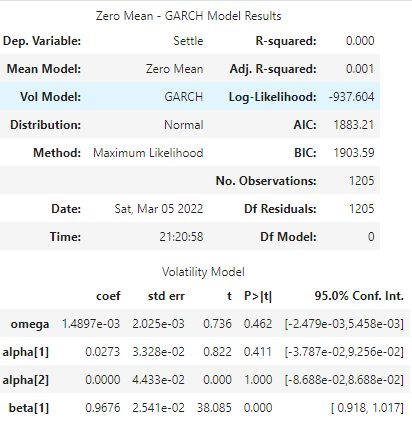 Zero Mean - GARCH Model Results
Dep. Variable: Settle R-squared: 0.000
Mean Model: Zero Mean Adj. R-squared: 0.001
Vol Model: GARCH Log-Likelihood: -937.604
Distribution: Normal AIC: 1883.21
Method: Maximum Likelihood BIC: 1903.59
No. Observations: 1205
Date: Sat, Mar 05 2022 Df Residuals: 1205
Time: 21:20:58 Df Model: 0
Volatility Model
coef std err t P>|t| 95.0% Conf. Int.
omega 1.4897e-03 2.025e-03 0.736 0.462 [-2.479e-03,5.458e-03]
alpha[1] 0.0273 3.328e-02 0.822 0.411 [-3.787e-02,9.256e-02]
alpha[2] 0.0000 4.433e-02 0.000 1.000 [-8.688e-02,8.688e-02]
beta[1] 0.9676 2.541e-02 38.085 0.000 [ 0.918, 1.017]